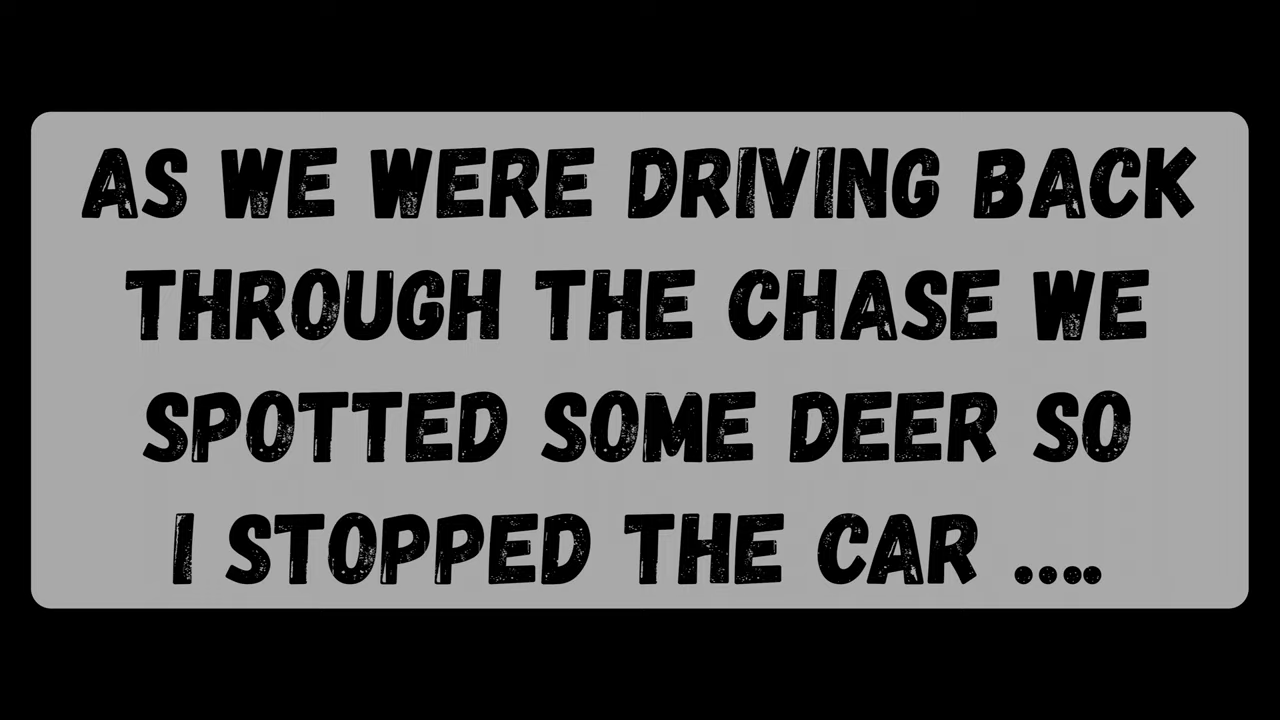 AS WE WERE DRIVING BACK
THROUGH THE CHASE WE
SPOTTED SOME DEER SO
I STOPPED THE CAR ....